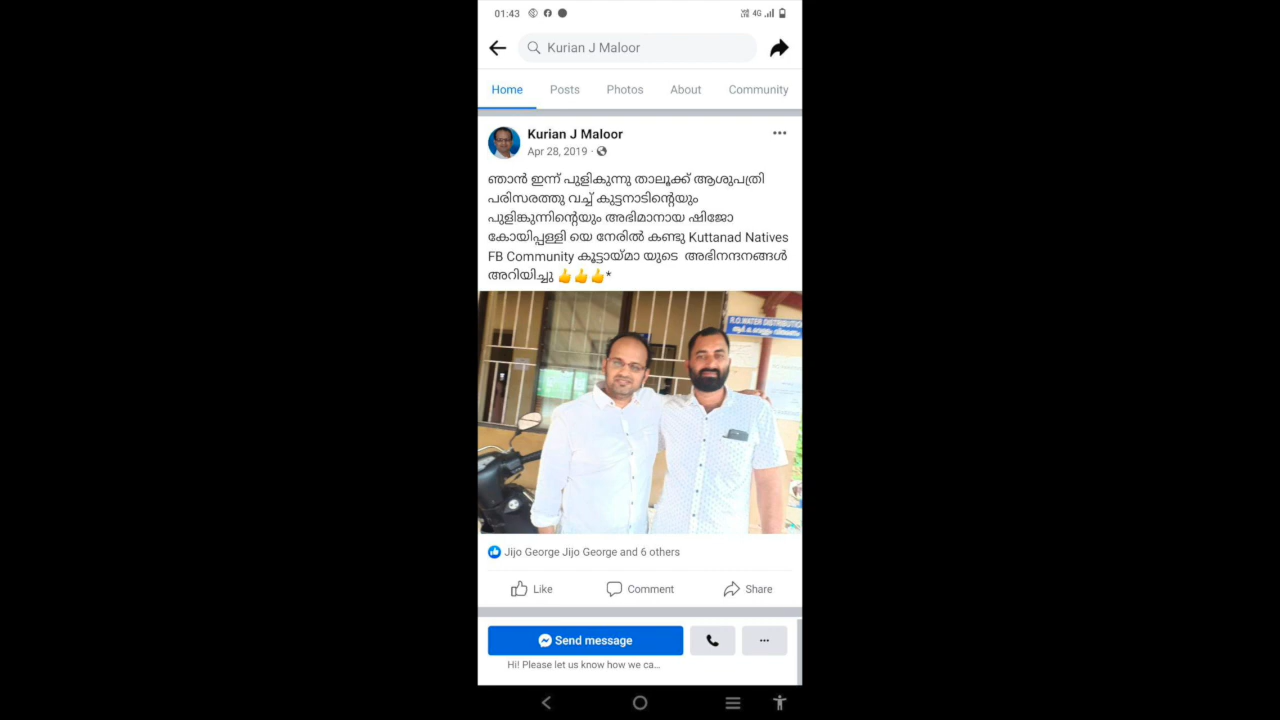 01:43
4G
Kurian J Maloor
Home Posts Photos About Community
Kurian J Maloor
Apr 28, 2019 ·
ഞാൻ ഇന്ന് പുളികുന്നു താലൂക്ക് ആശുപത്രി
പരിസരത്തു വച്ച് കുട്ടനാടിന്റെയും
പുളിങ്കുന്നിന്റെയും അഭിമാനമായ ഷിജോ
കോയിപ്പള്ളി യെ നേരിൽ കണ്ടു Kuttanad Natives
FB Community കൂട്ടായ്മാ യുടെ അഭിനന്ദനങ്ങൾ
അറിയിച്ചു 👍👍👍*
R.O.WATER DISTRIBUTIO
Jijo George Jijo George and 6 others
Like Comment Share
Send message
Hi! Please let us know how we ca...